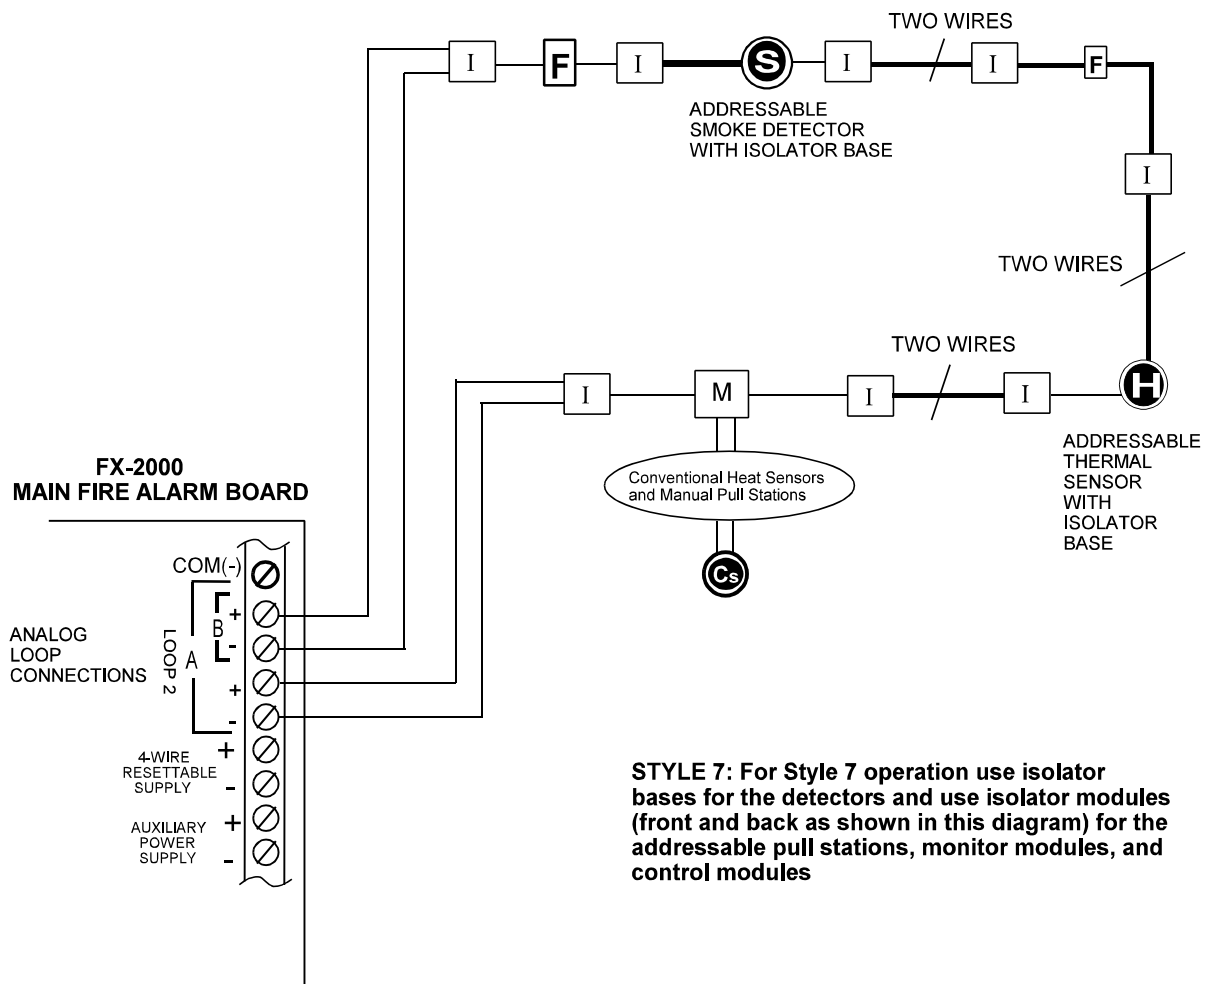 TWO WIRES
I
F
I
S
I
I
F
ADDRESSABLE
SMOKE DETECTOR
WITH ISOLATOR BASE
I
TWO WIRES
TWO WIRES
I
M
I
I
H
ADDRESSABLE
THERMAL
SENSOR
WITH
ISOLATOR
BASE
Conventional Heat Sensors
and Manual Pull Stations
Cs
FX-2000
MAIN FIRE ALARM BOARD
COM(-)
ANALOG
LOOP
CONNECTIONS
LOOP 2
A
B
+
-
+
-
4-WIRE
RESETTABLE
SUPPLY
+
-
AUXILIARY
POWER
SUPPLY
+
-
STYLE 7: For Style 7 operation use isolator
bases for the detectors and use isolator modules
(front and back as shown in this diagram) for the
addressable pull stations, monitor modules, and
control modules